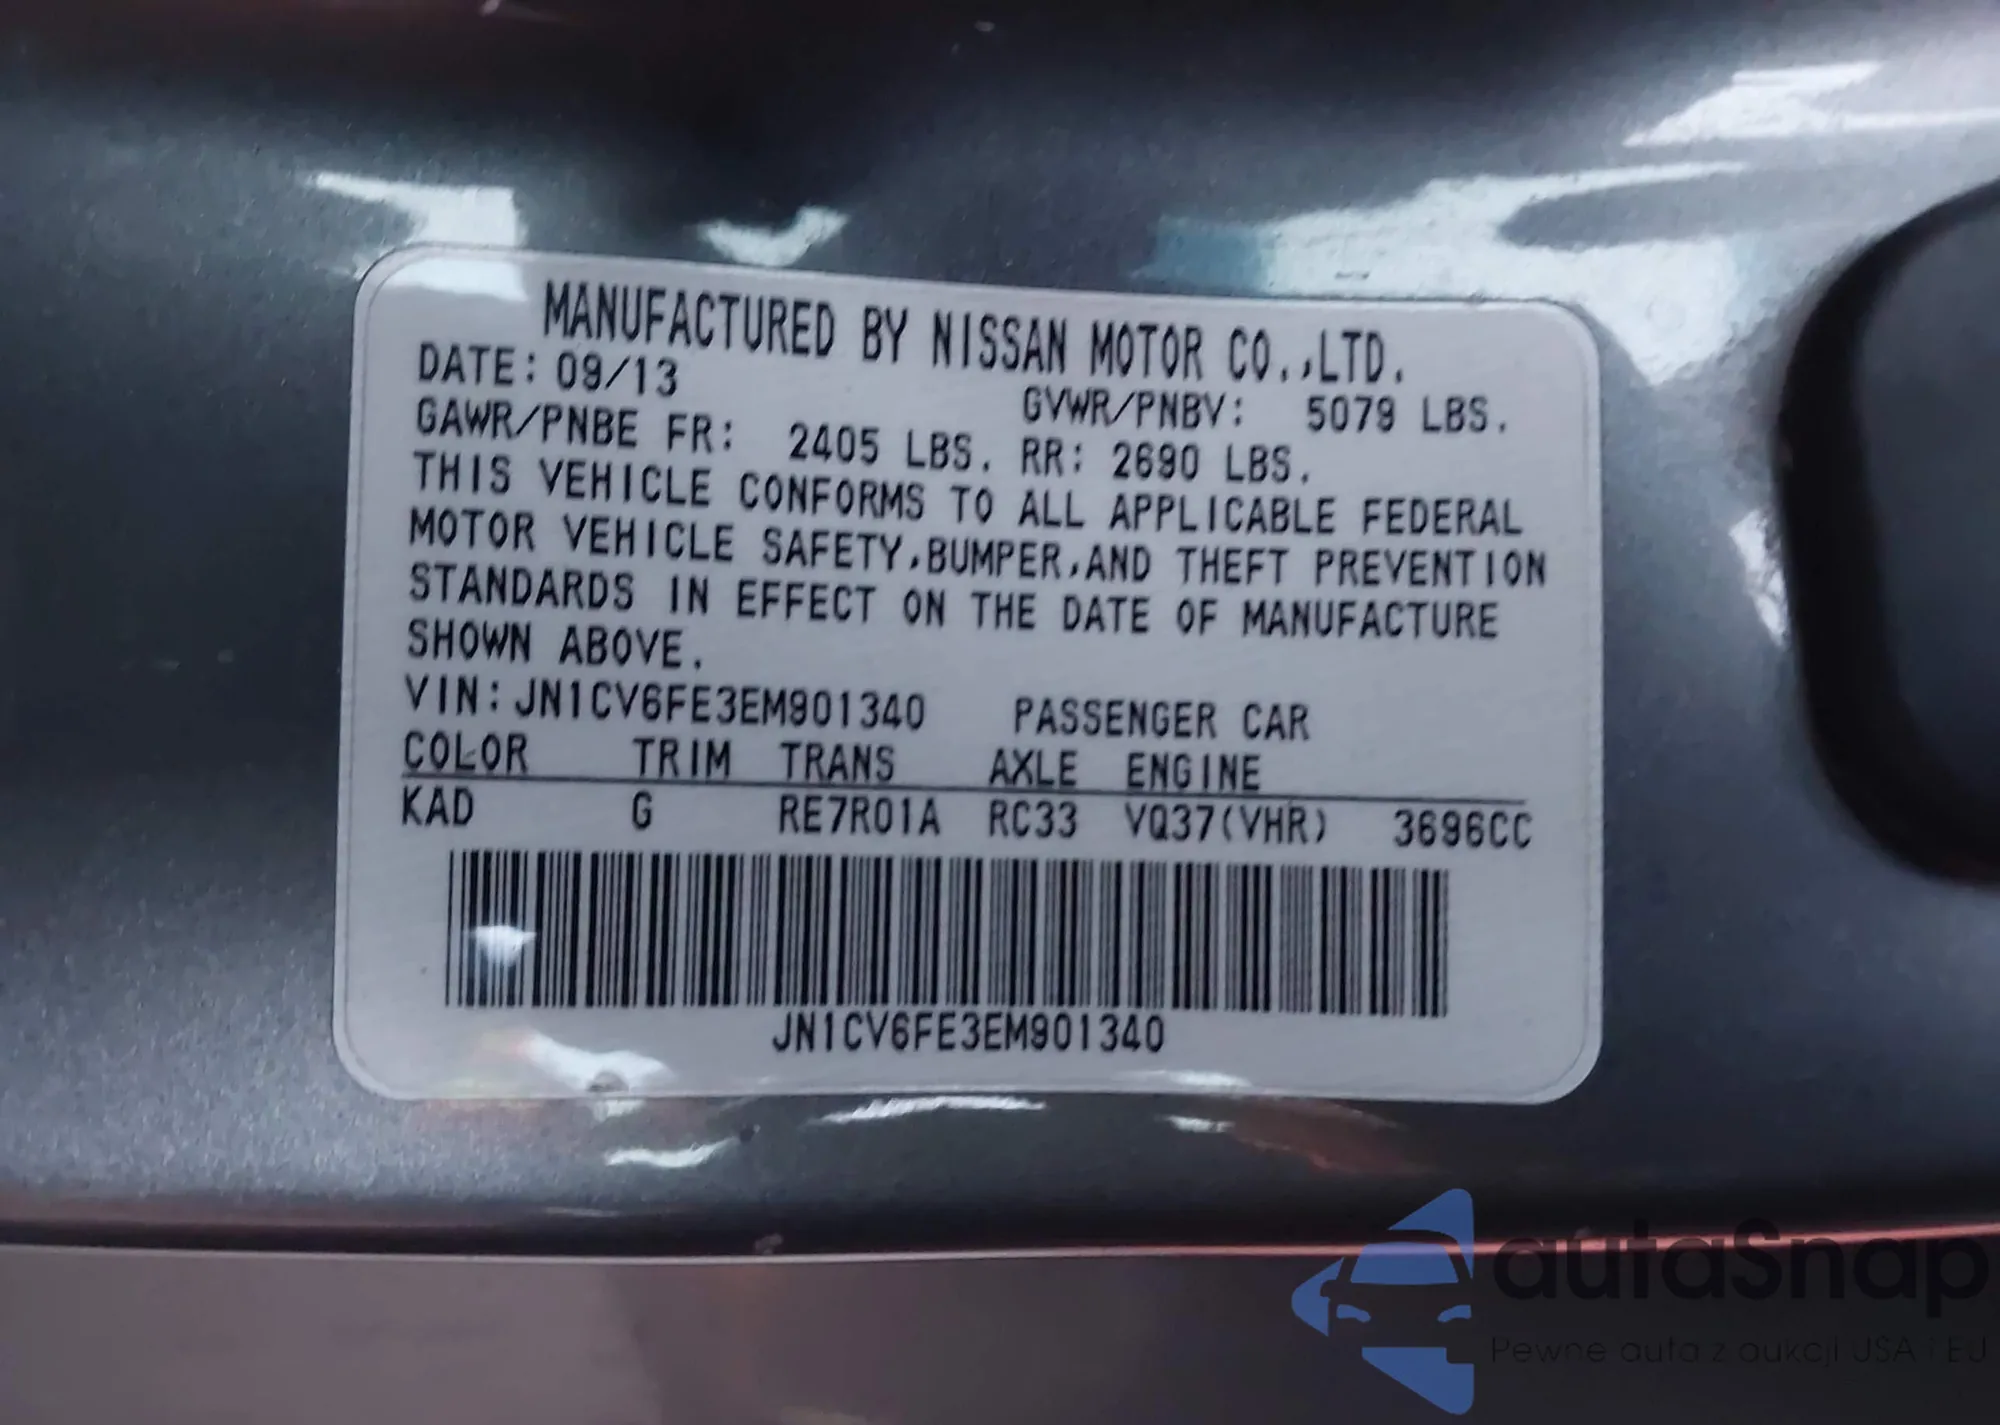 MANUFACTURED BY NISSAN MOTOR CO.,LTD.
DATE: 09/13
GVWR/PNBV: 5079 LBS.
GAWR/PNBE FR: 2405 LBS. RR: 2690 LBS.
THIS VEHICLE CONFORMS TO ALL APPLICABLE FEDERAL
MOTOR VEHICLE SAFETY,BUMPER,AND THEFT PREVENTION
STANDARDS IN EFFECT ON THE DATE OF MANUFACTURE
SHOWN ABOVE.
VIN:JN1CV6FE3EM901340 PASSENGER CAR
COLOR TRIM TRANS AXLE ENGINE
KAD G RE7R01A RC33 VQ37(VHR) 3696CC
JN1CV6FE3EM901340
autaSnap
Pewne auta z aukcji USA i EU